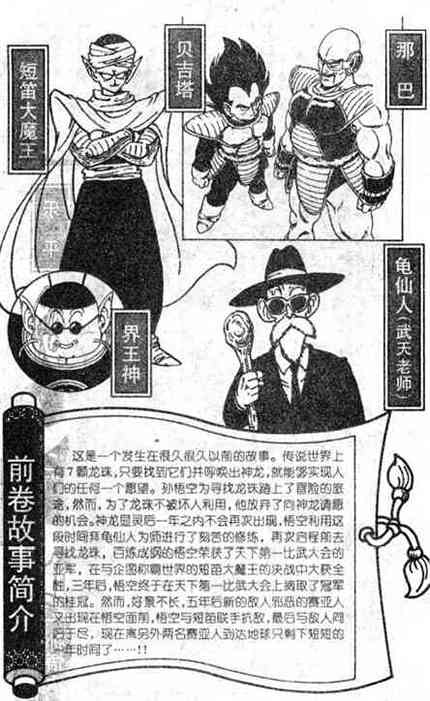 短笛大魔王
贝吉塔
那巴
界王神
龟仙人(武天老师)
前卷故事简介
这是一个发生在很久很久以前的故事。传说世界上
有7颗龙珠,只要找到它们并呼唤出神龙,就能够实现人
们的任何一个愿望。孙悟空为寻找龙珠踏上了冒险的旅
途,然而,为了龙珠不被坏人利用,他放弃了向神龙请愿
的机会。神龙显灵后一年之内不会再次出现,悟空利用这
段时间拜龟仙人为师进行了刻苦的修炼,再次启程前去
寻找龙珠,百炼成钢的悟空荣获了天下第一比武大会的
亚军,在与企图称霸世界的短笛大魔王的决战中大获全
胜,三年后,悟空终于在天下第一比武大会上摘取了冠军
的桂冠。然而,好景不长,五年后新的敌人邪恶的赛亚人
又出现在悟空面前,悟空与短笛联手抗敌,最后与敌人同
归于尽,现在离另外两名赛亚人到达地球只剩下短短的
一年时间了……!!